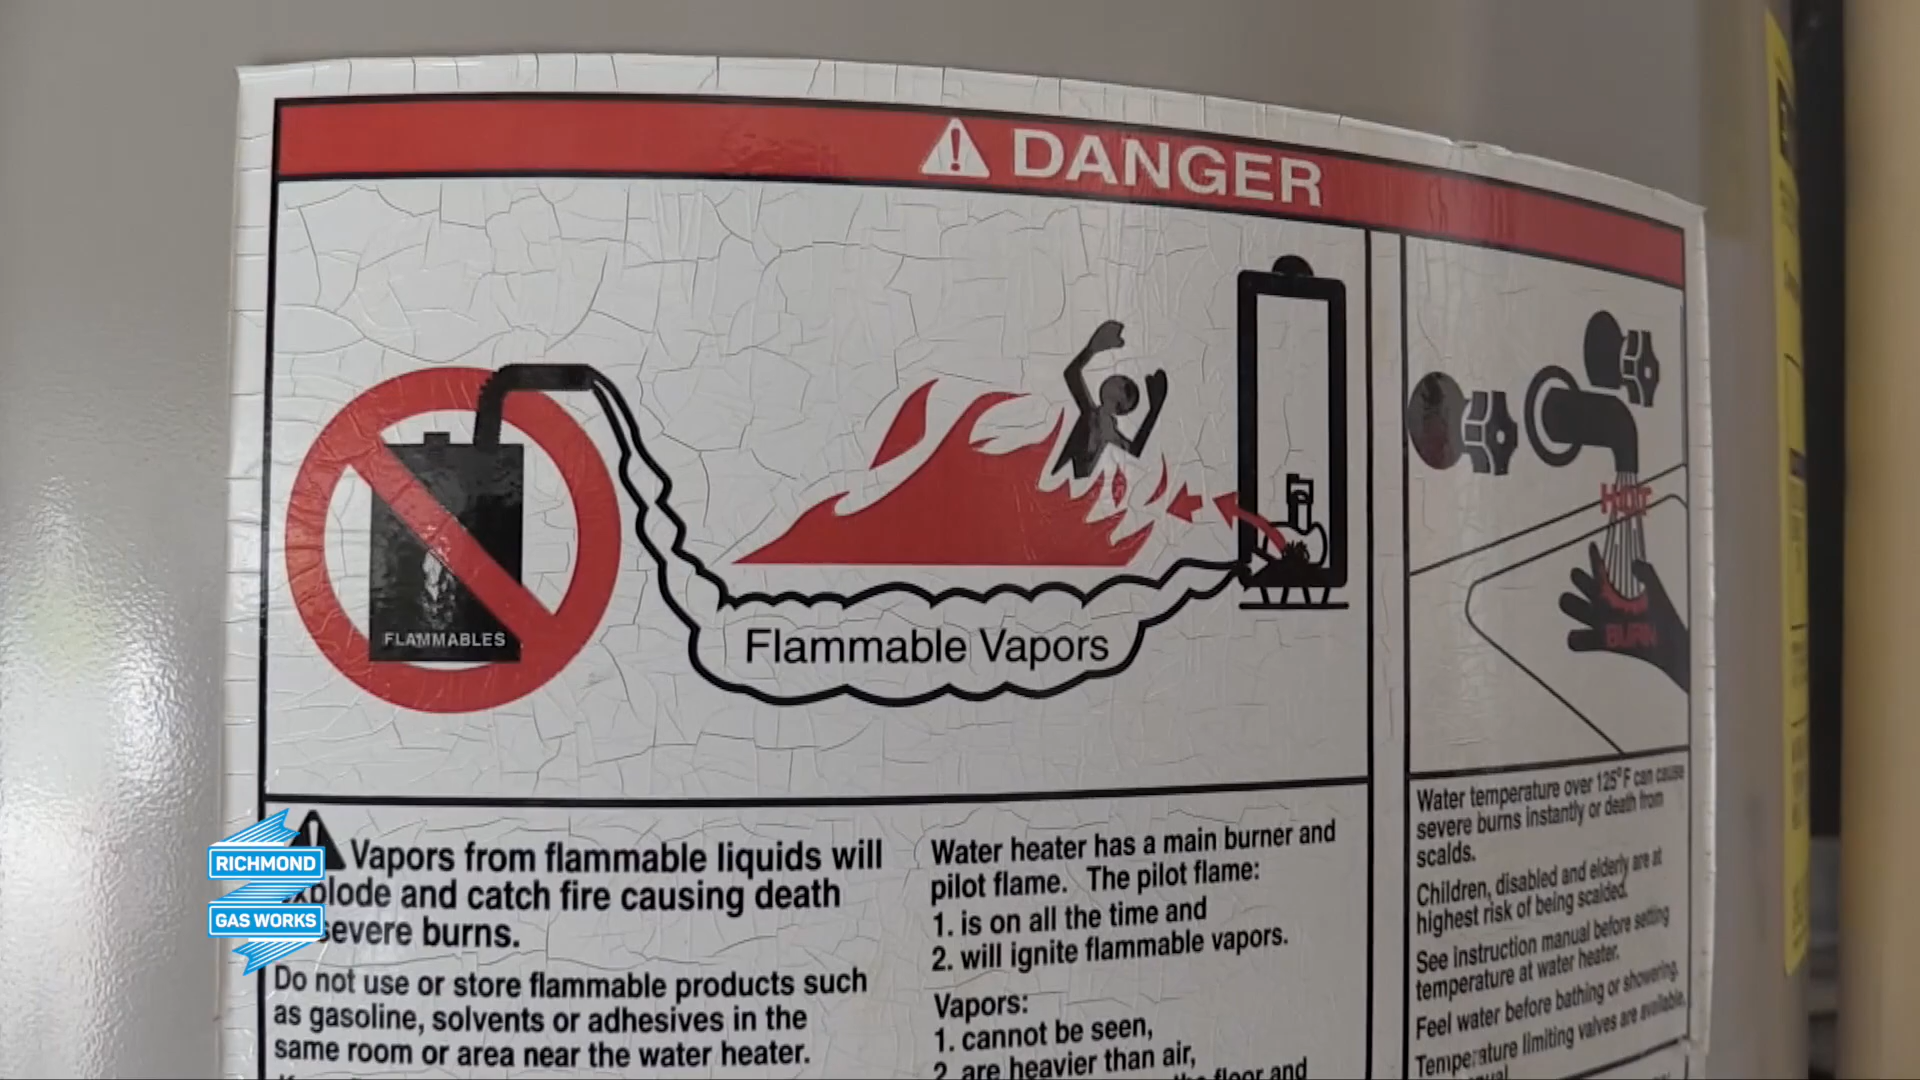 DANGER
FLAMMABLES
Flammable Vapors
HOT
BURN
Vapors from flammable liquids will
explode and catch fire causing death
severe burns.
Do not use or store flammable products such
as gasoline, solvents or adhesives in the
same room or area near the water heater.
Water heater has a main burner and
pilot flame. The pilot flame:
1. is on all the time and
2. will ignite flammable vapors.
Vapors:
1. cannot be seen,
2. are heavier than air,
floor and
Water temperature over 125°F can cause
severe burns instantly or death from
scalds.
Children, disabled and elderly are at
highest risk of being scalded.
See instruction manual before setting
temperature at water heater.
Feel water before bathing or showering.
Temperature limiting valves are available,
RICHMOND
GAS WORKS